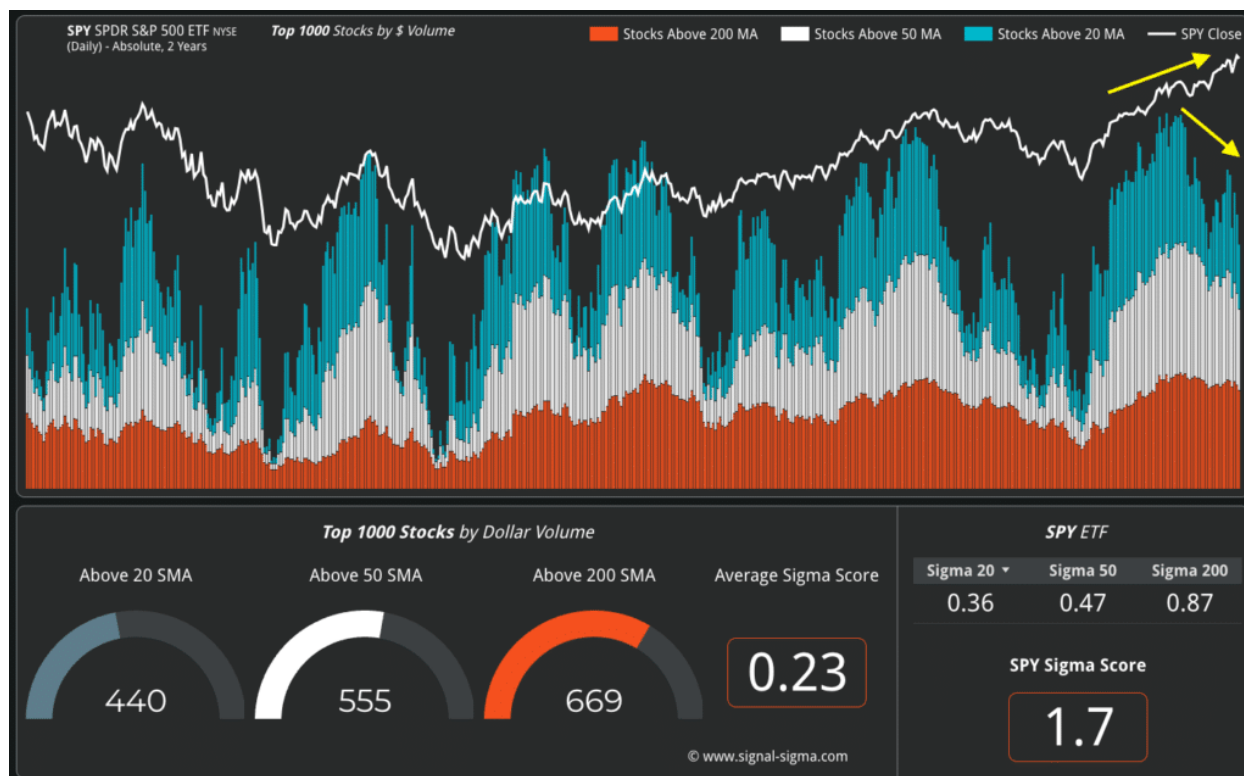 SPY SPDR S&P 500 ETF NYSE
(Daily) - Absolute, 2 Years
Top 1000 Stocks by $ Volume
Stocks Above 200 MA
Stocks Above 50 MA
Stocks Above 20 MA
SPY Close
Top 1000 Stocks by Dollar Volume
Above 20 SMA
Above 50 SMA
Above 200 SMA
Average Sigma Score
440
555
669
0.23
© www.signal-sigma.com
SPY ETF
Sigma 20 ▾ Sigma 50 Sigma 200
0.36 0.47 0.87
SPY Sigma Score
1.7